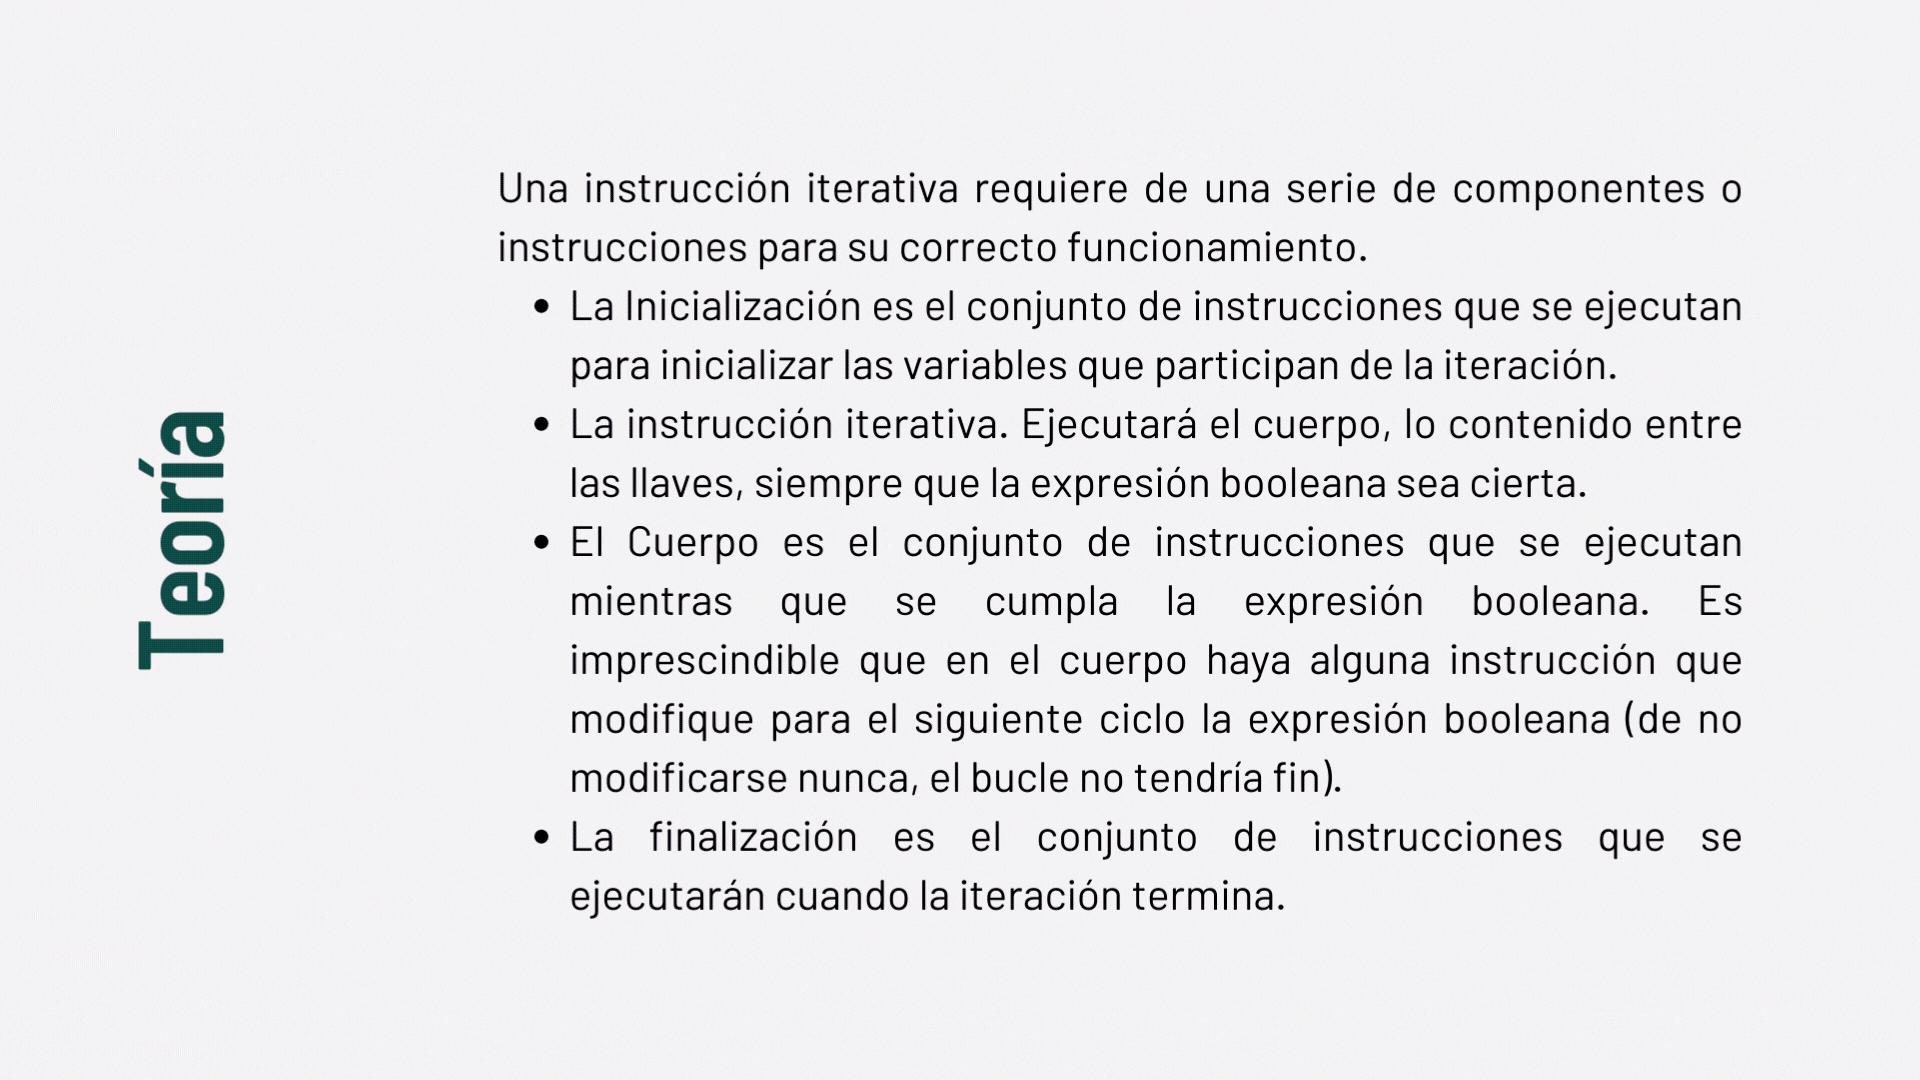 Teoría
Una instrucción iterativa requiere de una serie de componentes o
instrucciones para su correcto funcionamiento.
• La Inicialización es el conjunto de instrucciones que se ejecutan
para inicializar las variables que participan de la iteración.
• La instrucción iterativa. Ejecutará el cuerpo, lo contenido entre
las llaves, siempre que la expresión booleana sea cierta.
• El Cuerpo es el conjunto de instrucciones que se ejecutan
mientras que se cumpla la expresión booleana. Es
imprescindible que en el cuerpo haya alguna instrucción que
modifique para el siguiente ciclo la expresión booleana (de no
modificarse nunca, el bucle no tendría fin).
• La finalización es el conjunto de instrucciones que se
ejecutarán cuando la iteración termina.